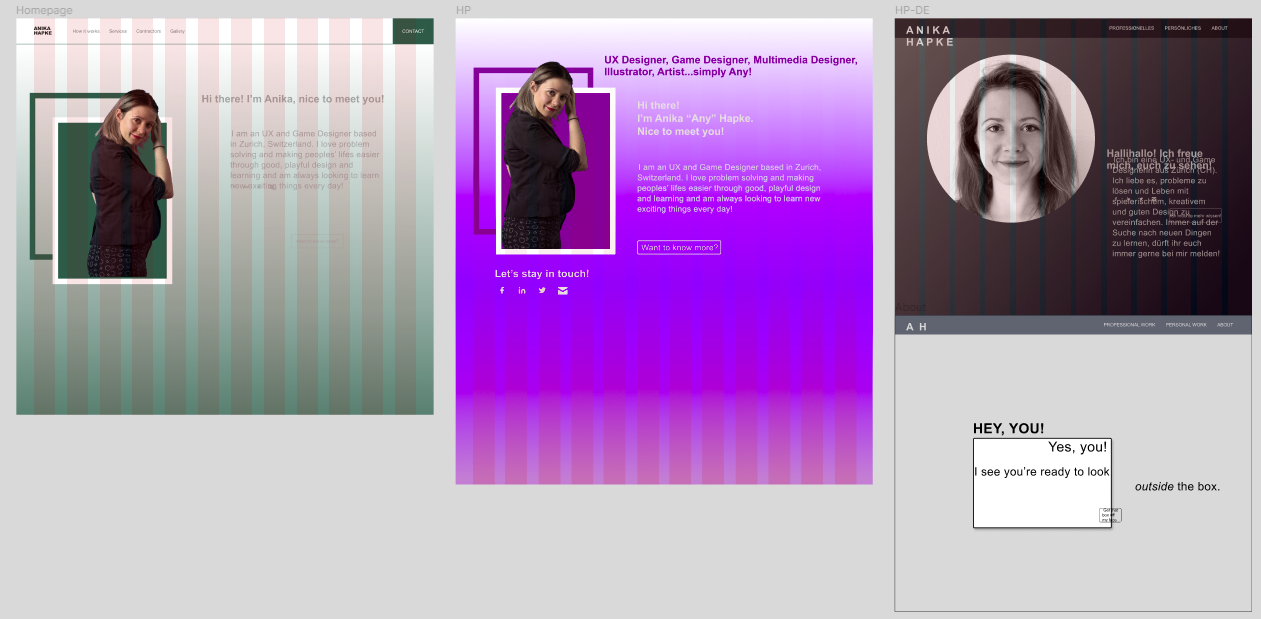 Homepage
ANIKA
HAPKE
How it works Services Contractors Gallery
CONTACT
Hi there! I'm Anika, nice to meet you!
I am an UX and Game Designer based
in Zurich, Switzerland. I love problem
solving and making peoples' lifes easier
through good, playful design and
learning and am always looking to learn
new exciting things every day!
HP
UX Designer, Game Designer, Multimedia Designer,
Illustrator, Artist...simply Any!
Hi there!
I'm Anika “Any” Hapke.
Nice to meet you!
I am an UX and Game Designer based in Zurich,
Switzerland. I love problem solving and making
peoples' lifes easier through good, playful design
and learning and am always looking to learn new
exciting things every day!
Want to know more?
Let's stay in touch!
HP-DE
ANIKA
HAPKE
PROFESSIONELLES PERSÖNLICHES ABOUT
Hallihallo! Ich freue
mich, euch zu sehen!
Ich bin eine UX- und Game
Designerin aus Zürich (CH).
Ich liebe es, probleme zu
lösen und Leben mit
spielerischem, kreativem
und guten Design zu
vereinfachen. Immer auf der
Suche nach neuen Dingen
zu lernen, dürft ihr euch
immer gerne bei mir melden!
About
A H
PROFESSIONAL WORK PERSONAL WORK ABOUT
HEY, YOU!
Yes, you!
I see you're ready to look
outside the box.